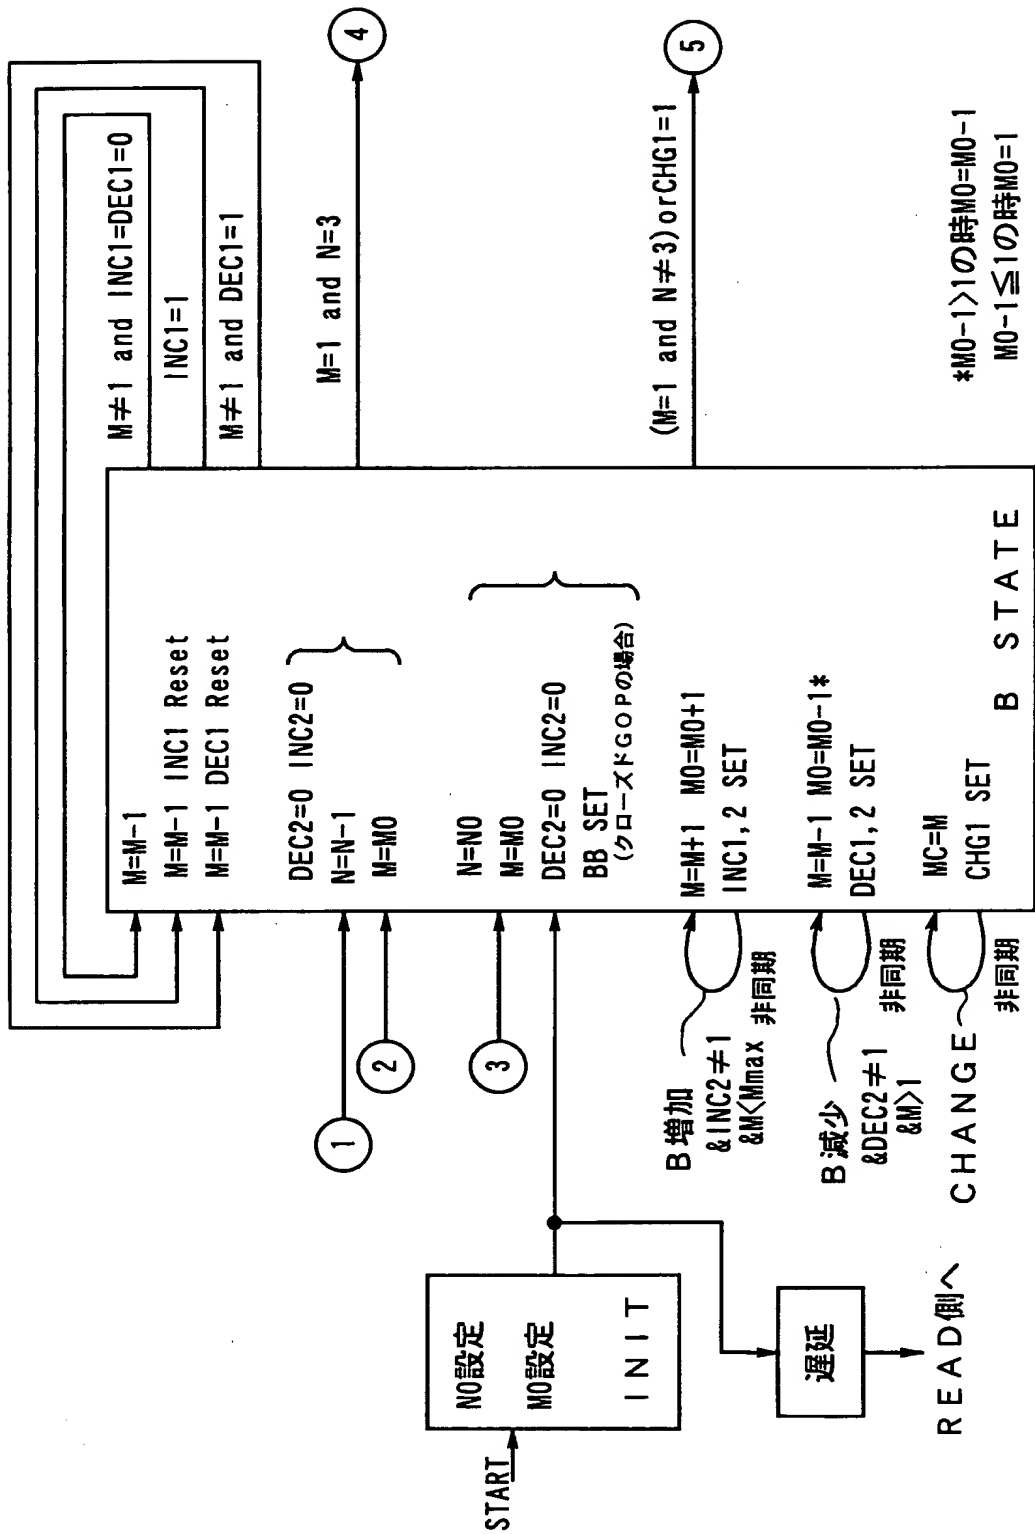 START
N0設定
M0設定
INIT
遅延
READ側へ
1
2
3
B増加
&INC2≠1
&M<Mmax
非同期
B減少
&DEC2≠1
&M>1
非同期
CHANGE
非同期
M=M-1
M=M-1 INC1 Reset
M=M-1 DEC1 Reset
DEC2=0 INC2=0
N=N-1
M=M0
N=N0
M=M0
DEC2=0 INC2=0
BB SET
(クローズドGOPの場合)
M=M+1 M0=M0+1
INC1,2 SET
M=M-1 M0=M0-1*
DEC1,2 SET
MC=M
CHG1 SET
B STATE
M≠1 and INC1=DEC1=0
INC1=1
M≠1 and DEC1=1
M=1 and N=3
4
(M=1 and N≠3)orCHG1=1
5
*M0-1>1の時M0=M0-1
M0-1≦1の時M0=1